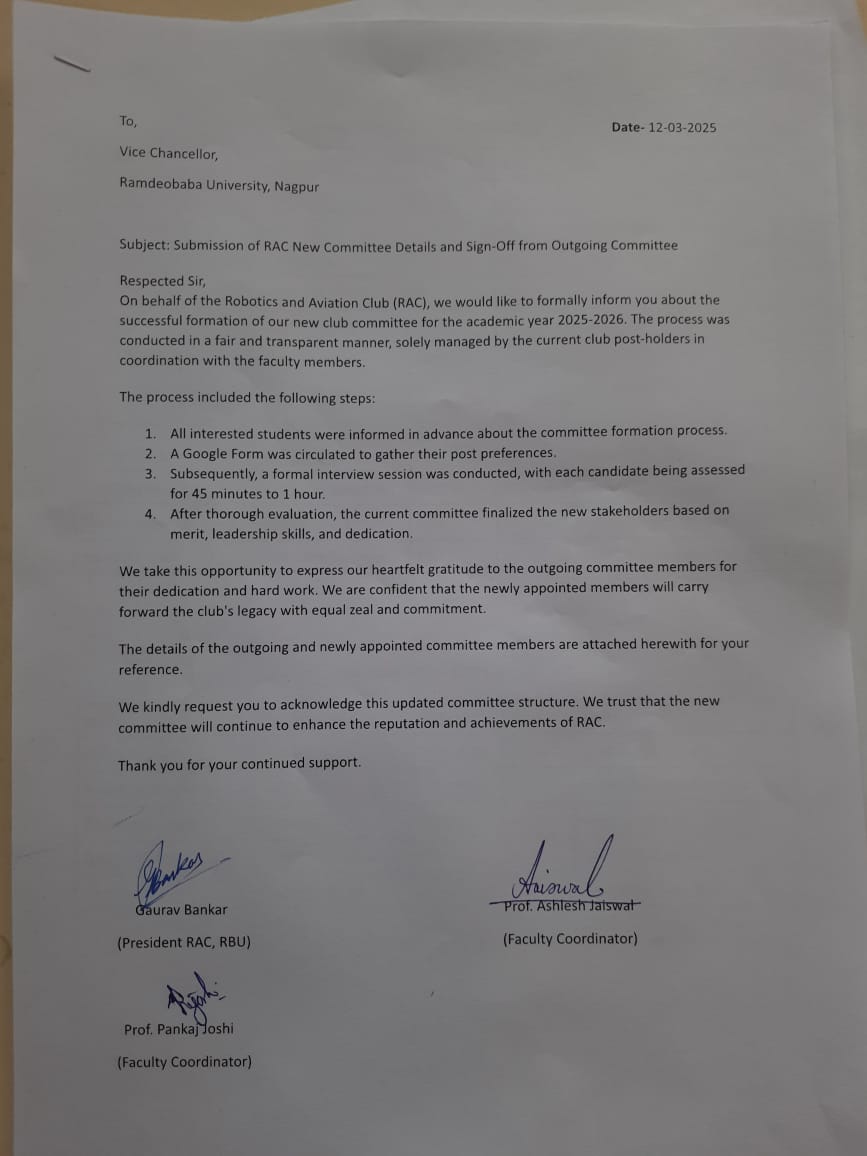 To,
Date- 12-03-2025
Vice Chancellor,
Ramdeobaba University, Nagpur
Subject: Submission of RAC New Committee Details and Sign-Off from Outgoing Committee
Respected Sir,
On behalf of the Robotics and Aviation Club (RAC), we would like to formally inform you about the
successful formation of our new club committee for the academic year 2025-2026. The process was
conducted in a fair and transparent manner, solely managed by the current club post-holders in
coordination with the faculty members.
The process included the following steps:
1. All interested students were informed in advance about the committee formation process.
2. A Google Form was circulated to gather their post preferences.
3. Subsequently, a formal interview session was conducted, with each candidate being assessed
for 45 minutes to 1 hour.
4. After thorough evaluation, the current committee finalized the new stakeholders based on
merit, leadership skills, and dedication.
We take this opportunity to express our heartfelt gratitude to the outgoing committee members for
their dedication and hard work. We are confident that the newly appointed members will carry
forward the club's legacy with equal zeal and commitment.
The details of the outgoing and newly appointed committee members are attached herewith for your
reference.
We kindly request you to acknowledge this updated committee structure. We trust that the new
committee will continue to enhance the reputation and achievements of RAC.
Thank you for your continued support.
Gaurav Bankar
Prof. Ashlesh Jaiswal
(President RAC, RBU)
(Faculty Coordinator)
Prof. Pankaj Joshi
(Faculty Coordinator)